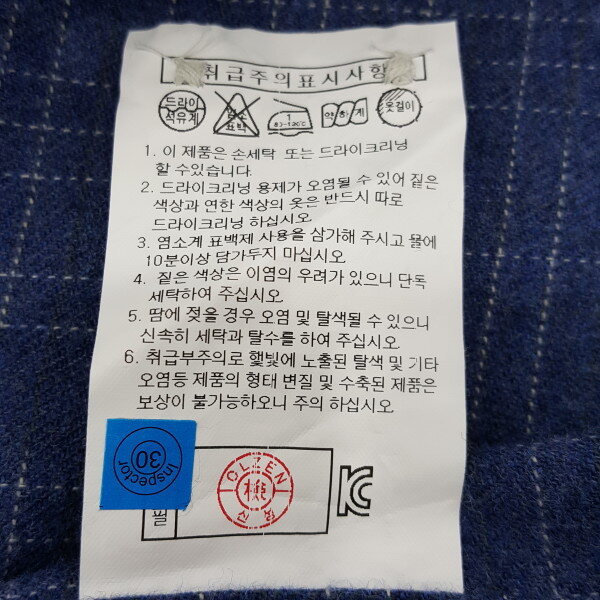 취급주의표시사항
드라이
석유계
염소
표백
1
80~120℃
약하게
옷걸이
1. 이 제품은 손세탁 또는 드라이크리닝
할 수있습니다.
2. 드라이크리닝 용제가 오염될 수 있어 짙은
색상과 연한 색상의 옷은 반드시 따로
드라이크리닝 하십시오.
3. 염소계 표백제 사용을 삼가해 주시고 물에
10분이상 담가두지 마십시오.
4. 짙은 색상은 이염의 우려가 있으니 단독
세탁하여 주십시오.
5. 땀에 젖을 경우 오염 및 탈색될 수 있으니
신속히 세탁과 탈수를 하여 주십시오.
6. 취급부주의로 햋빛에 노출된 탈색 및 기타
오염등 제품의 형태 변질 및 수축된 제품은
보상이 불가능하오니 주의 하십시오.
Inspector
30
필
OLZEN
KC